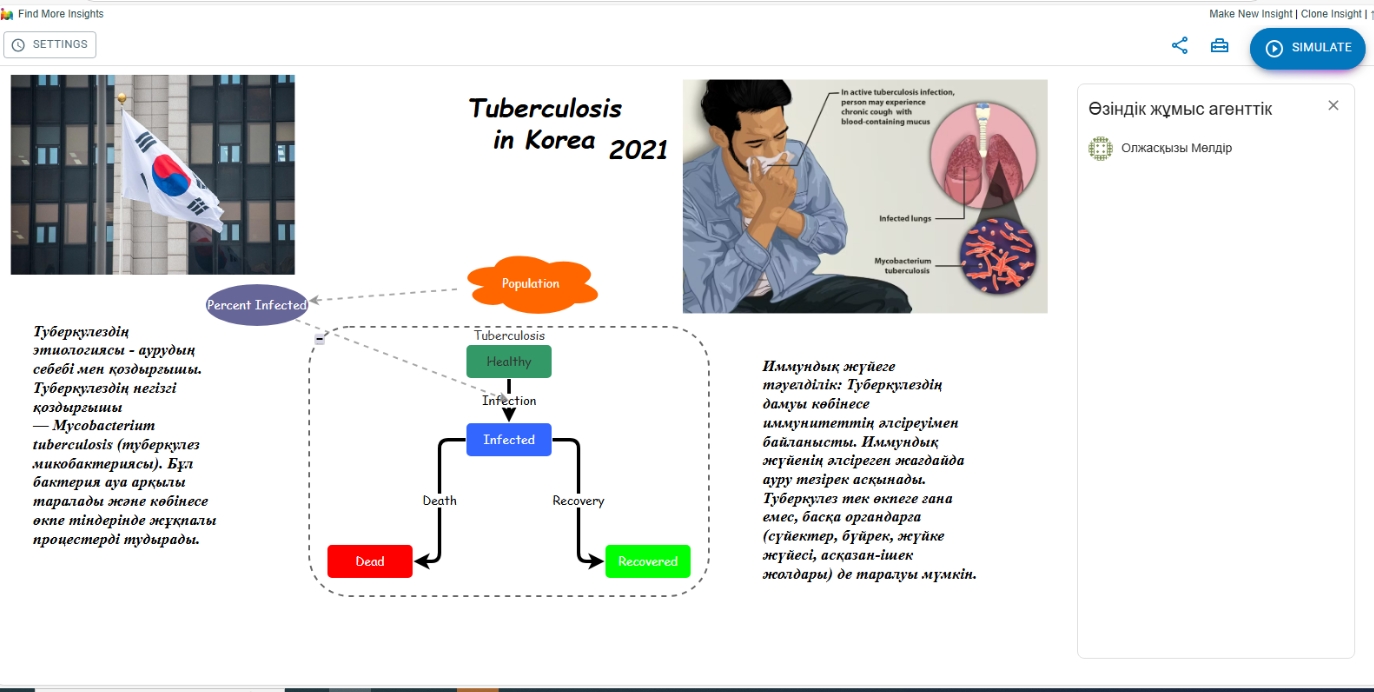 Find More Insights
Make New Insight | Clone Insight |
SETTINGS
SIMULATE
Tuberculosis
in Korea 2021
In active tuberculosis infection,
person may experience
chronic cough with
blood-containing mucus
Infected lungs
Mycobacterium
tuberculosis
Өзіндік жұмыс агенттік
Олжасқызы Мөлдір
Population
Percent Infected
Tuberculosis
Healthy
Infection
Infected
Death
Recovery
Dead
Recovered
Туберкулездің
этиологиясы - аурудың
себебі мен қоздырғышы.
Туберкулездің негізгі
қоздырғышы
— Mycobacterium
tuberculosis (туберкулез
микобактериясы). Бұл
бактерия ауа арқылы
таралады және көбінесе
өкпе тіндерінде жұқпалы
процестерді тудырады.
Иммундық жүйеге
тәуелділік: Туберкулездің
дамуы көбінесе
иммунитеттің әлсіреуімен
байланысты. Иммундық
жүйенің әлсіреген жағдайда
ауру тезірек асқынады.
Туберкулез тек өкпеге ғана
емес, басқа органдарға
(сүйектер, бүйрек, жүйке
жүйесі, асқазан-ішек
жолдары) де таралуы мүмкін.